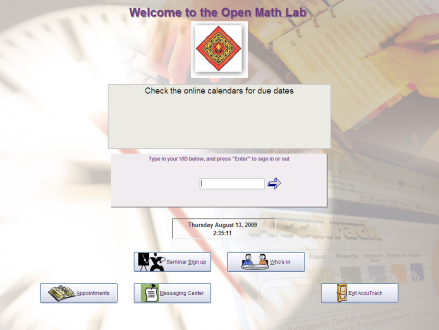 Welcome to the Open Math Lab
Check the online calendars for due dates
Type in your VID below, and press "Enter" to sign in or out
Thursday August 13, 2009
2:35:11
Seminar Sign up
Who's in
Appointments
Messaging Center
Exit AccuTrack